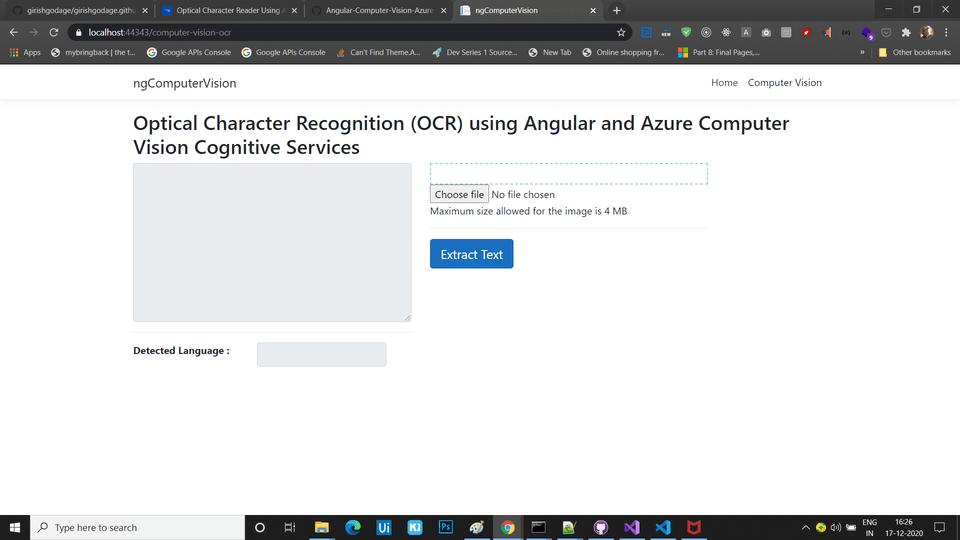 girishgodage/girishgodage.githu
Optical Character Reader Using A
Angular-Computer-Vision-Azure
ngComputerVision
localhost:44343/computer-vision-ocr
Apps
mybringback | the t...
Google APIs Console
Google APIs Console
Can't Find Theme.A...
Dev Series 1 Source...
New Tab
Online shopping fr...
Part 8: Final Pages,...
»
Other bookmarks
ngComputerVision
Home
Computer Vision
Optical Character Recognition (OCR) using Angular and Azure Computer
Vision Cognitive Services
Choose file No file chosen
Maximum size allowed for the image is 4 MB
Extract Text
Detected Language :
Type here to search
Ui
Ps
ENG
IN
16:26
17-12-2020